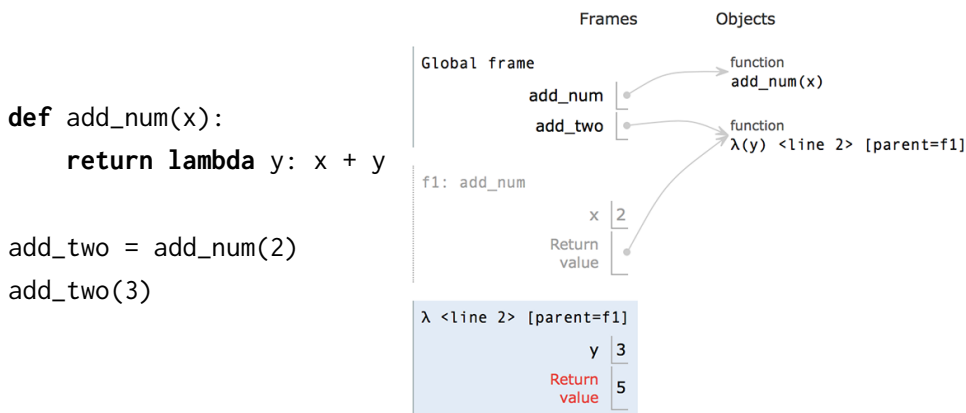 def add_num(x):
    return lambda y: x + y
add_two = add_num(2)
add_two(3)
Frames Objects
Global frame
add_num
add_two
function
add_num(x)
function
λ(y) <line 2> [parent=f1]
f1: add_num
x 2
Return
value
λ <line 2> [parent=f1]
y 3
Return
value 5